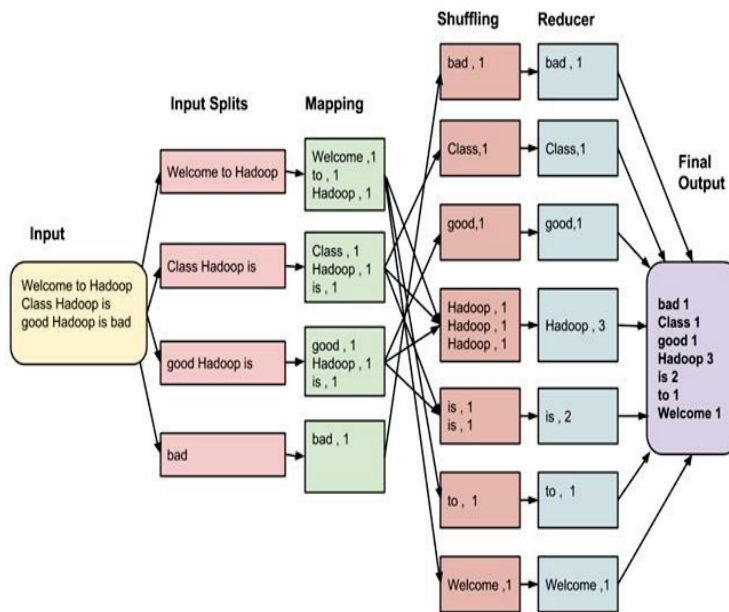 Input
Welcome to Hadoop
Class Hadoop is
good Hadoop is bad
Input Splits
Welcome to Hadoop
Class Hadoop is
good Hadoop is
bad
Mapping
Welcome ,1
to , 1
Hadoop , 1
Class , 1
Hadoop , 1
is , 1
good , 1
Hadoop , 1
is , 1
bad , 1
Shuffling
bad , 1
Class,1
good,1
Hadoop , 1
Hadoop , 1
Hadoop , 1
is , 1
is , 1
to , 1
Welcome ,1
Reducer
bad , 1
Class,1
good,1
Hadoop , 3
is , 2
to , 1
Welcome ,1
Final
Output
bad 1
Class 1
good 1
Hadoop 3
is 2
to 1
Welcome 1